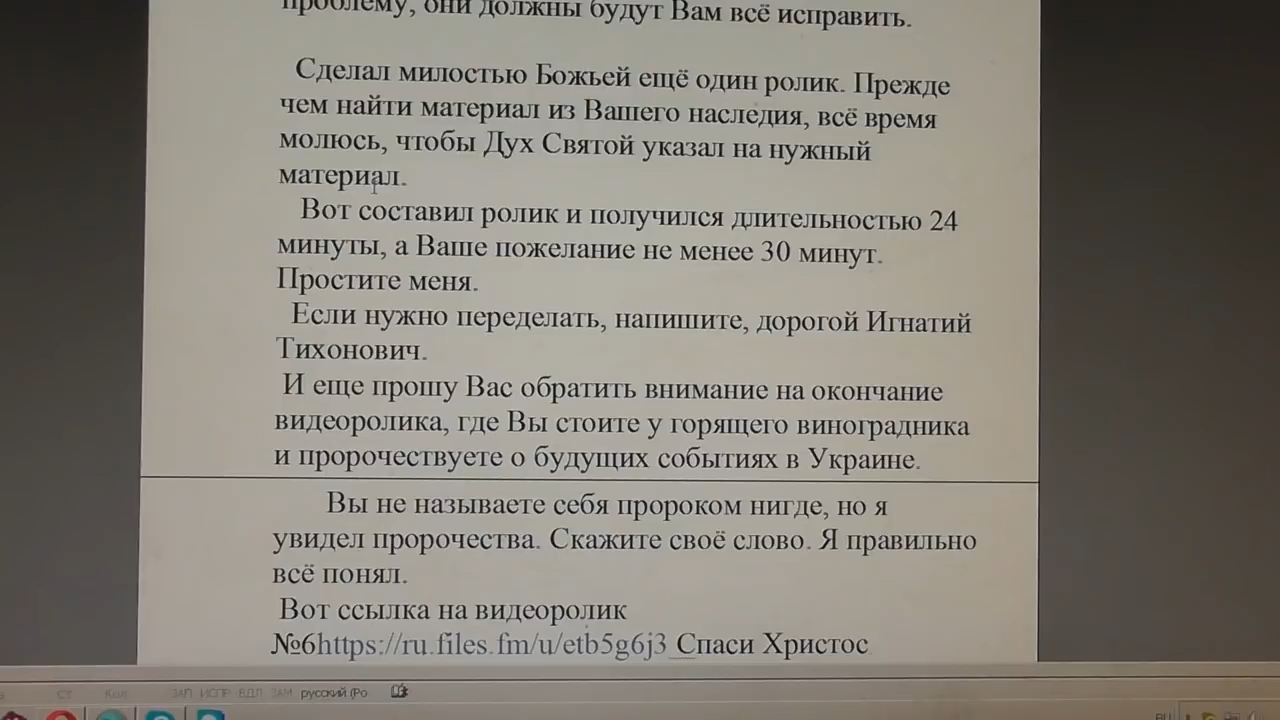 проблему, они должны будут Вам всё исправить.
Сделал милостью Божьей ещё один ролик. Прежде
чем найти материал из Вашего наследия, всё время
молюсь, чтобы Дух Святой указал на нужный
материал.
Вот составил ролик и получился длительностью 24
минуты, а Ваше пожелание не менее 30 минут.
Простите меня.
Если нужно переделать, напишите, дорогой Игнатий
Тихонович.
И еще прошу Вас обратить внимание на окончание
видеоролика, где Вы стоите у горящего виноградника
и пророчествуете о будущих событиях в Украине.
Вы не называете себя пророком нигде, но я
увидел пророчества. Скажите своё слово. Я правильно
всё понял.
Вот ссылка на видеоролик
№6https://ru.files.fm/u/etb5g6j3 Спаси Христос
Ст Кол ЗАП ИСПР ВДЛ ЗАМ русский (Ро
RU